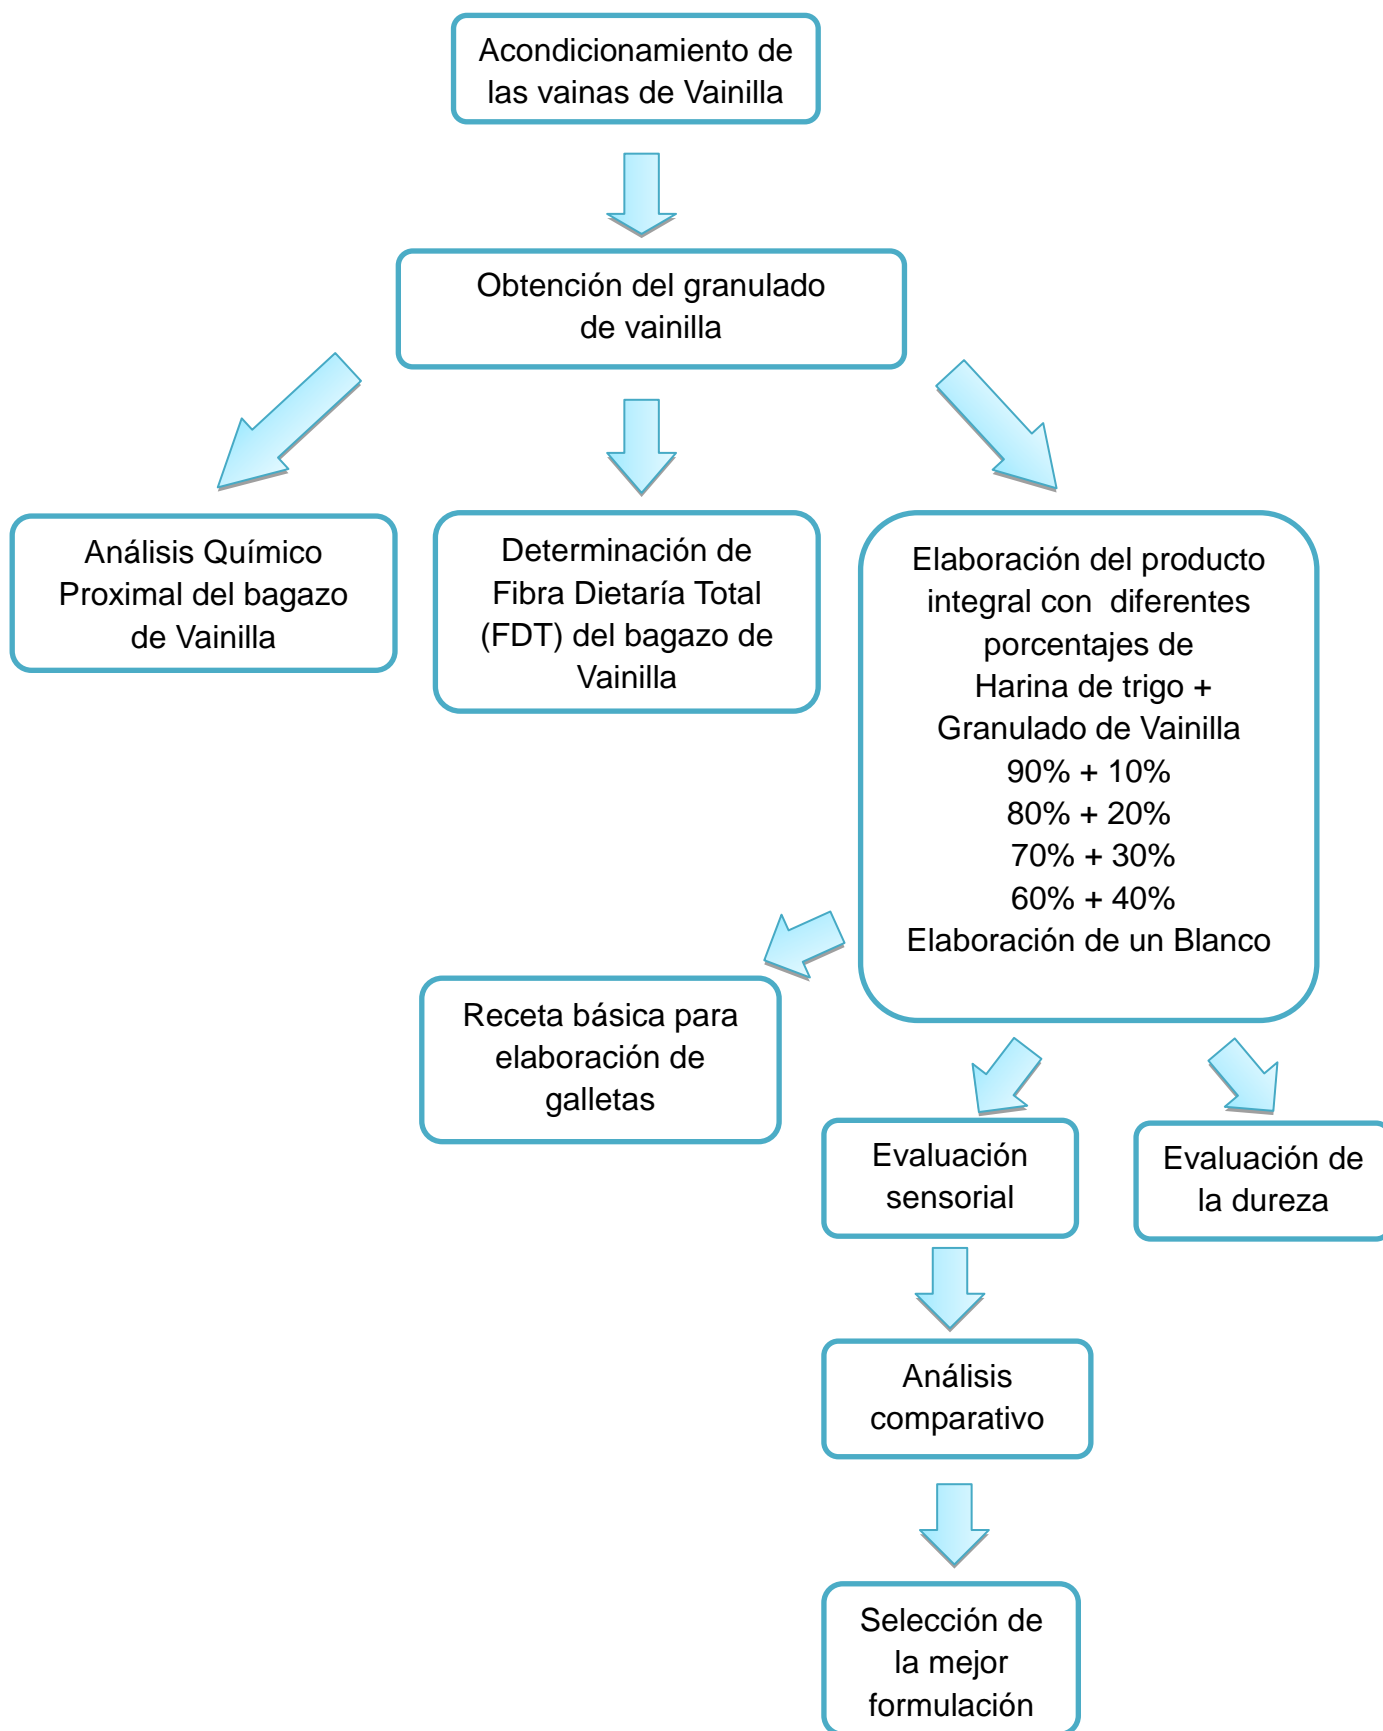 Acondicionamiento de
las vainas de Vainilla
Obtención del granulado
de vainilla
Análisis Químico
Proximal del bagazo
de Vainilla
Determinación de
Fibra Dietaría Total
(FDT) del bagazo de
Vainilla
Elaboración del producto
integral con diferentes
porcentajes de
Harina de trigo +
Granulado de Vainilla
90% + 10%
80% + 20%
70% + 30%
60% + 40%
Elaboración de un Blanco
Receta básica para
elaboración de
galletas
Evaluación
sensorial
Evaluación de
la dureza
Análisis
comparativo
Selección de
la mejor
formulación